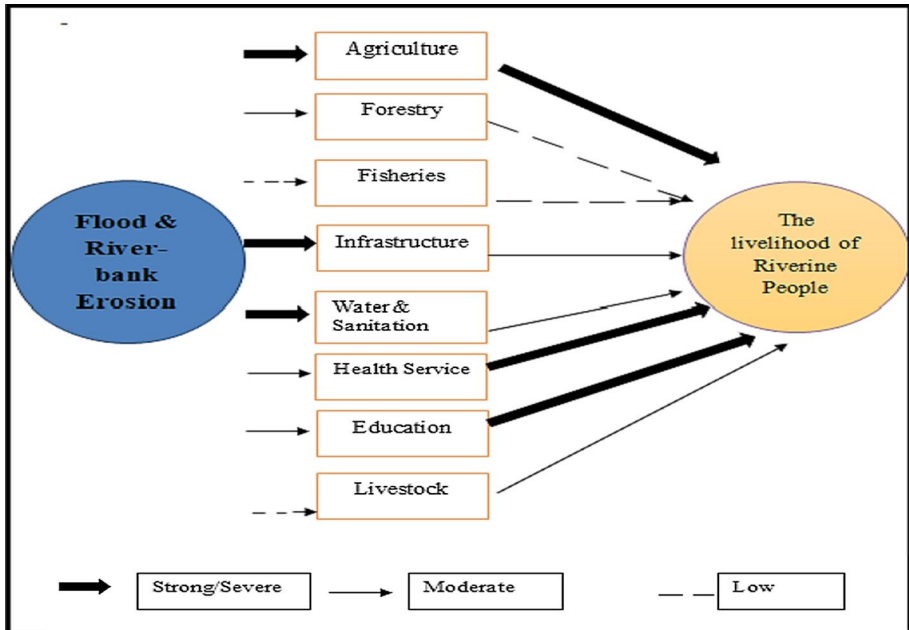 Agriculture
Forestry
Fisheries
Flood &
River-
bank
Erosion
Infrastructure
Water &
Sanitation
Health Service
Education
Livestock
The
livelihood of
Riverine
People
Strong/Severe
Moderate
Low